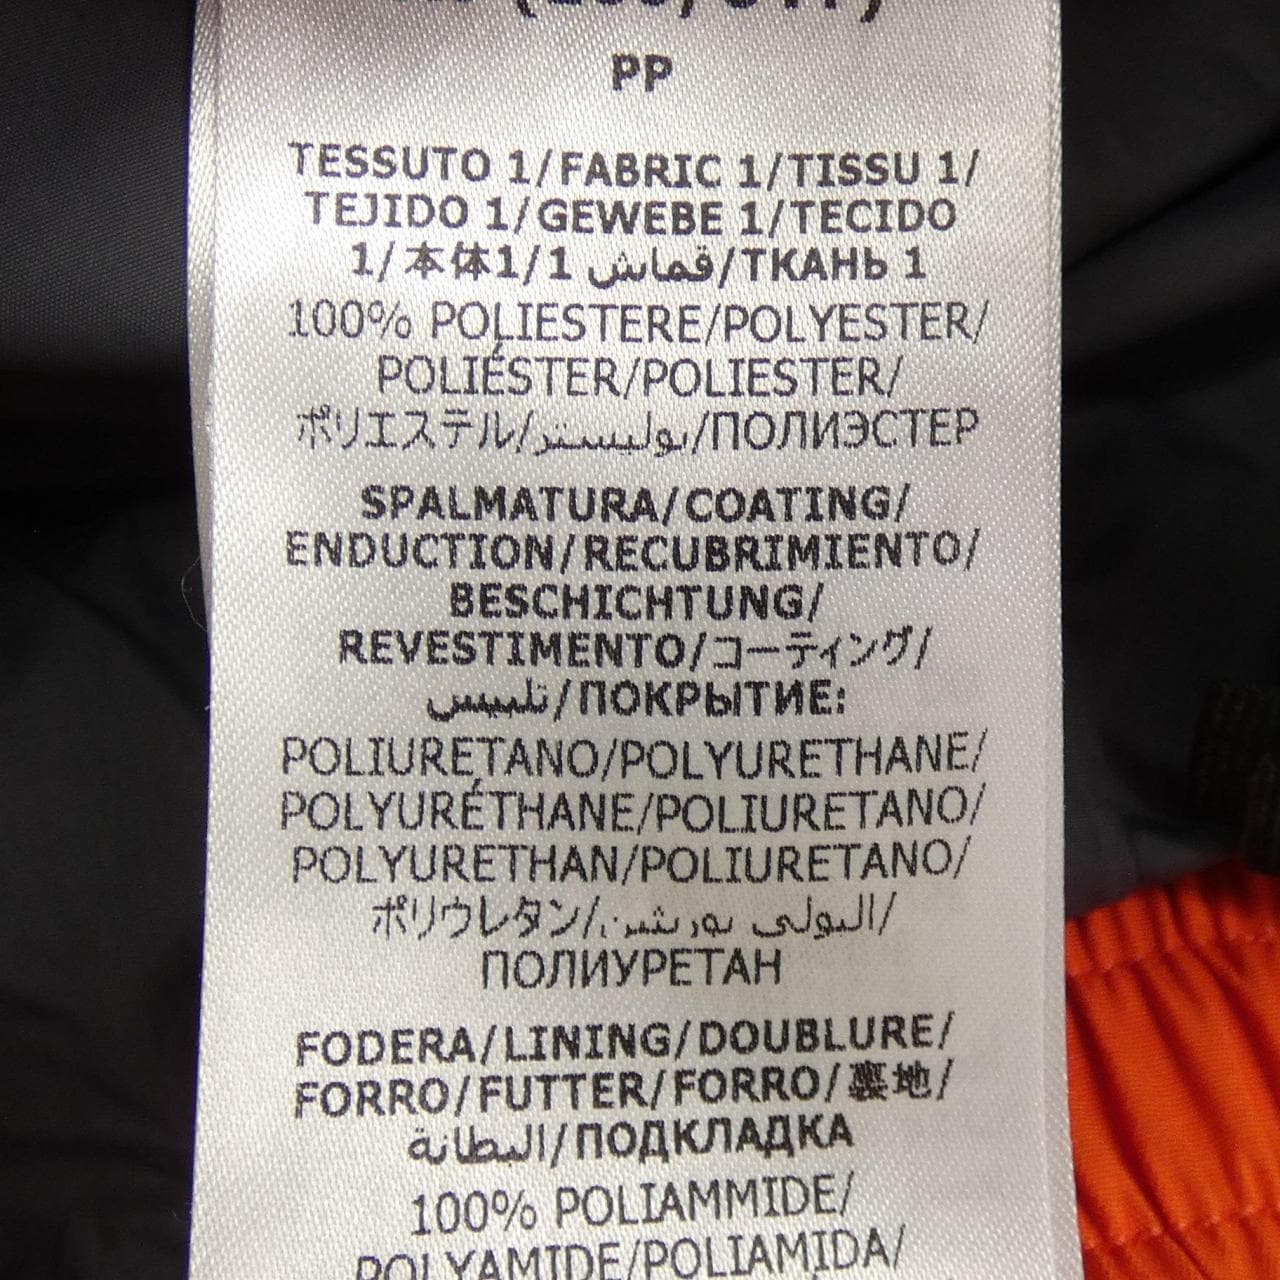 PP
TESSUTO 1/FABRIC 1/TISSU 1/
TEJIDO 1/GEWEBE 1/TECIDO
1/本体1/1 قماش/ТКАНЬ 1
100% POLIESTERE/POLYESTER/
POLIÉSTER/POLIESTER/
ポリエステル/بوليستر/ПОЛИЭСТЕР
SPALMATURA/COATING/
ENDUCTION/RECUBRIMIENTO/
BESCHICHTUNG/
REVESTIMENTO/コーティング/
تلبيس/ПОКРЫТИЕ:
POLIURETANO/POLYURETHANE/
POLYURÉTHANE/POLIURETANO/
POLYURETHAN/POLIURETANO/
ポリウレタン/البولي يورثين/
ПОЛИУРЕТАН
FODERA/LINING/DOUBLURE/
FORRO/FUTTER/FORRO/裏地/
البطانة/ПОДКЛАДКА
100% POLIAMMIDE/
POLYAMIDE/POLIAMIDA/